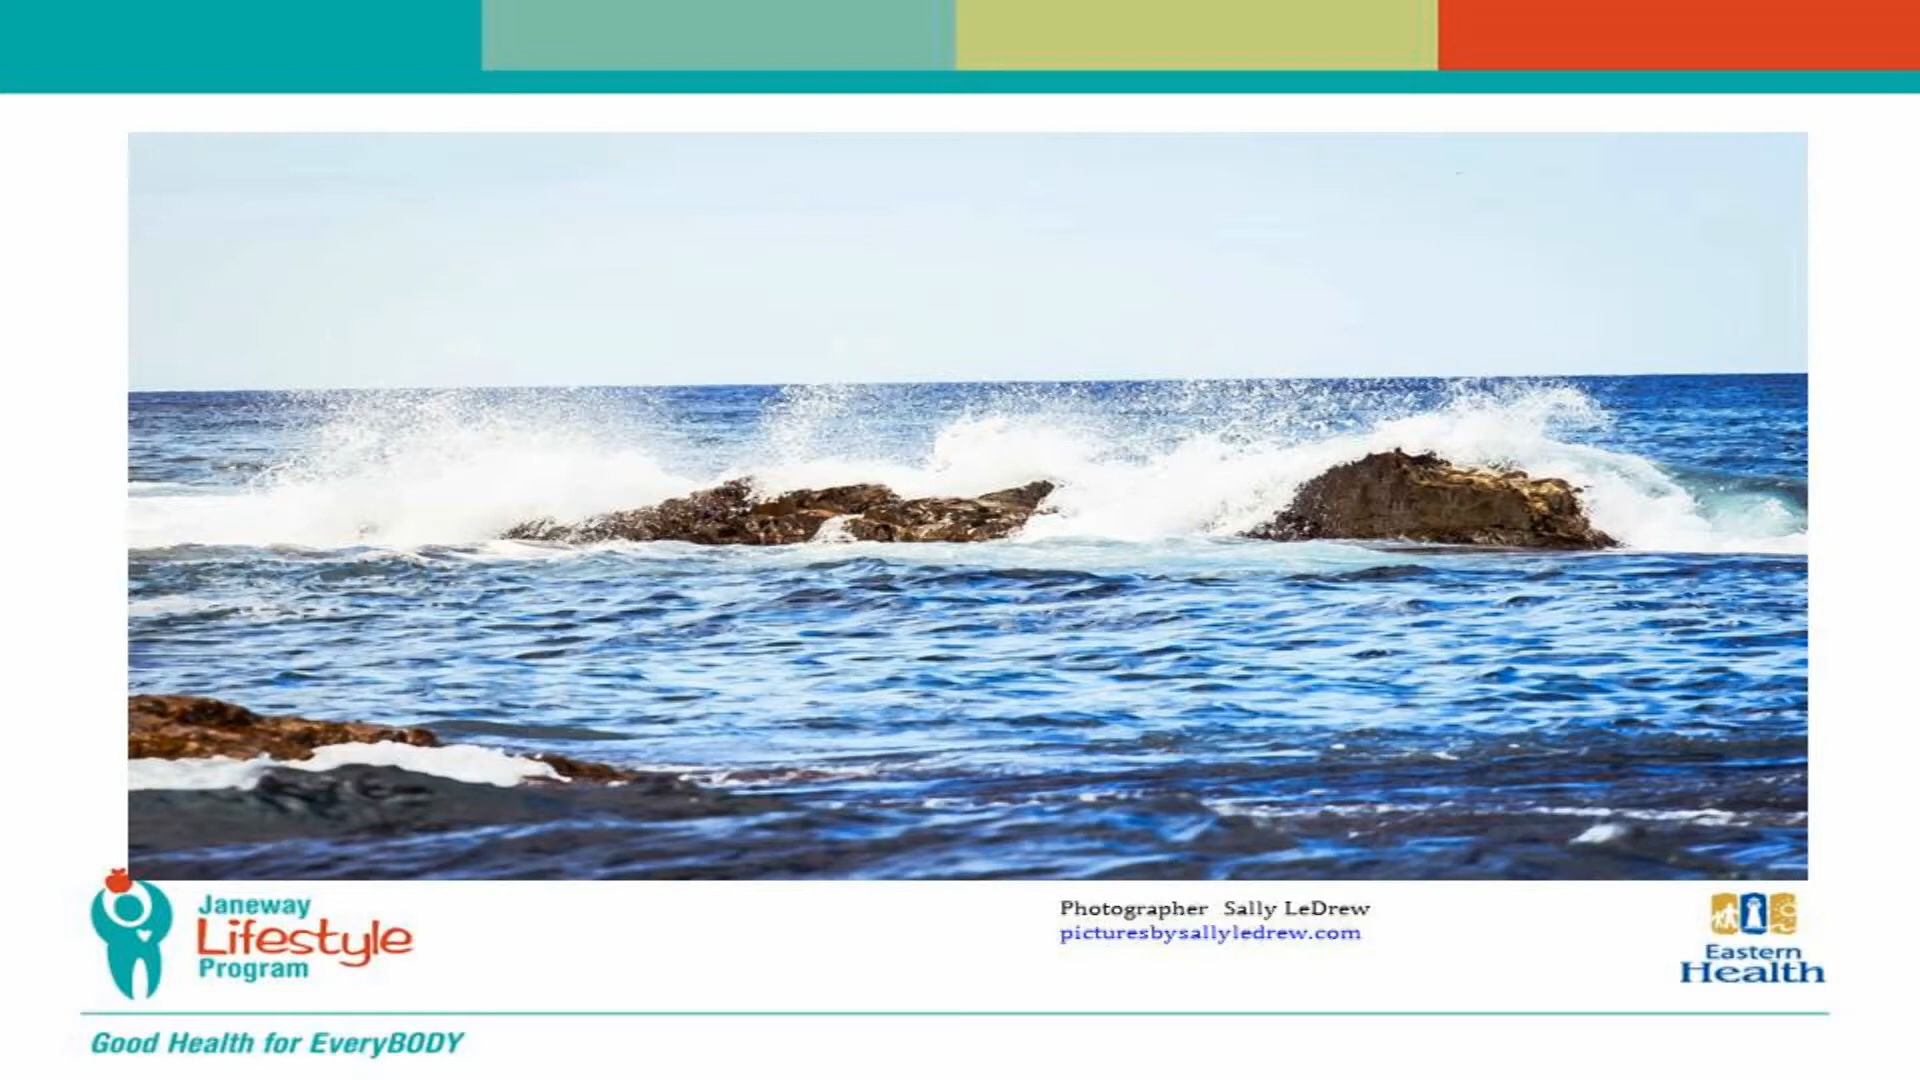 Janeway
Lifestyle
Program
Photographer Sally LeDrew
picturesbysallyledrew.com
Eastern
Health
Good Health for EveryBODY